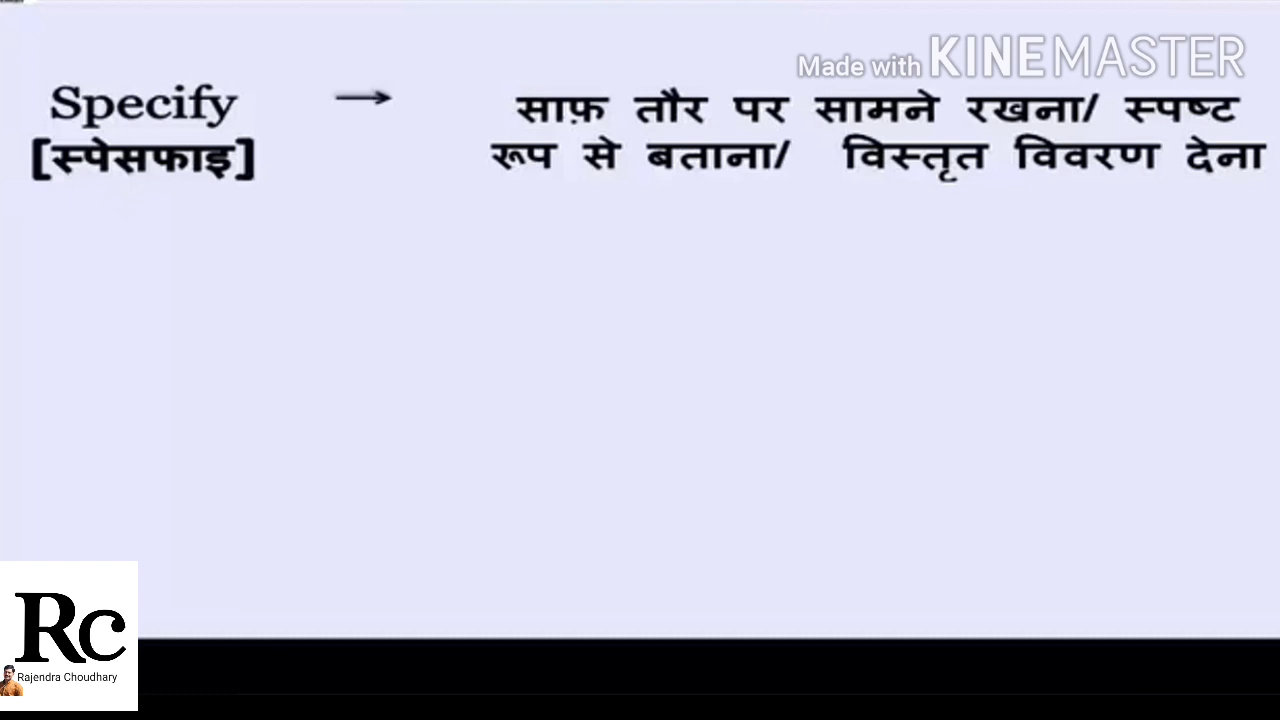 Made with KINEMASTER
Specify → साफ़ तौर पर सामने रखना/ स्पष्ट
[स्पेसफाइ] रूप से बताना/ विस्तृत विवरण देना
Rc
Rajendra Choudhary